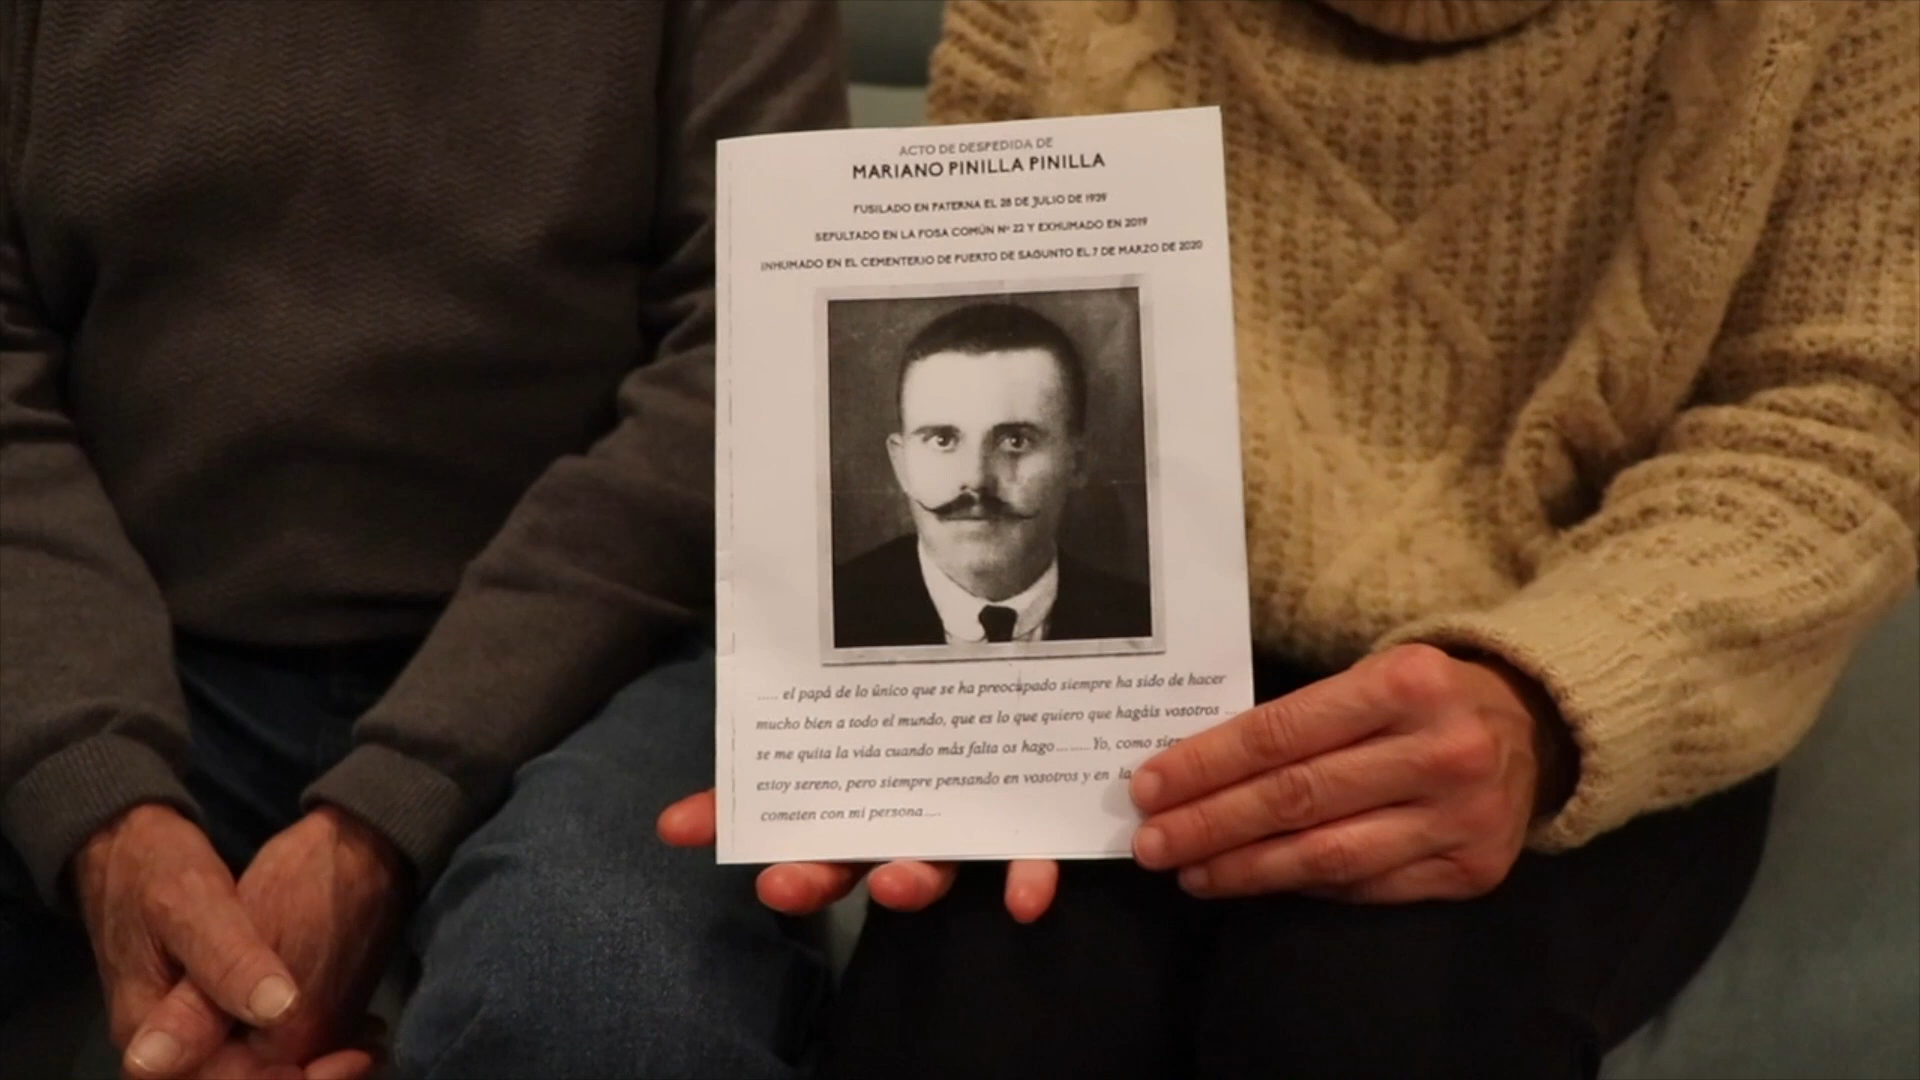 ACTO DE DESPEDIDA DE
MARIANO PINILLA PINILLA
FUSILADO EN PATERNA EL 28 DE JULIO DE 1939
SEPULTADO EN LA FOSA COMÚN Nº 22 Y EXHUMADO EN 2019
INHUMADO EN EL CEMENTERIO DE PUERTO DE SAGUNTO EL 7 DE MARZO DE 2020
..... el papá de lo único que se ha preocupado siempre ha sido de hacer
mucho bien a todo el mundo, que es lo que quiero que hagáis vosotros ...
se me quita la vida cuando más falta os hago........ Yo, como
estoy sereno, pero siempre pensando en vosotros y en la
cometen con mi persona....